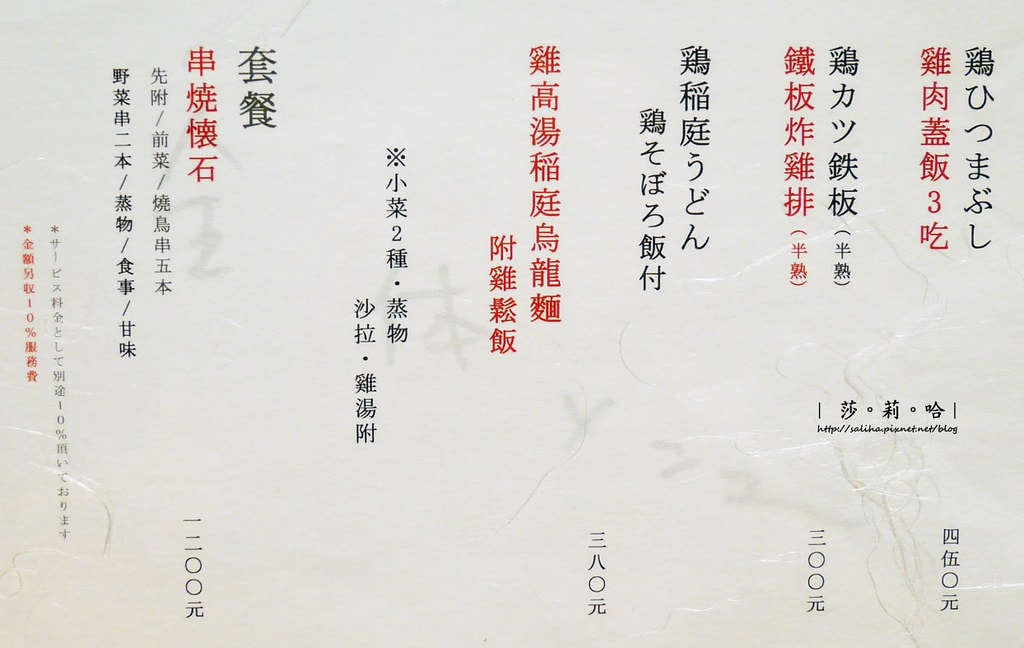 鶏ひつまぶし
雞肉蓋飯3吃
四伍〇元
鶏カツ鉄板(半熟)
鐵板炸雞排(半熟)
三〇〇元
鶏稲庭うどん
鶏そぼろ飯付
雞高湯稲庭烏龍麵
附雞鬆飯
三八〇元
※小菜2種・蒸物
沙拉・雞湯附
套餐
串燒懷石
先附/前菜/燒鳥串五本
野菜串二本/蒸物/食事/甘味
一二〇〇元
*サービス料金として別途10%頂いております
*金額另収10%服務費
| 莎。莉。哈|
http://saliha.pixnet.net/blog